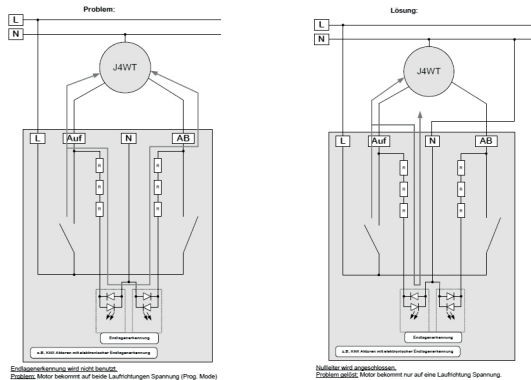 Problem:
L
N
J4WT
L
Auf
N
AB
R
R
R
R
R
R
Endlagenerkennung
z.B. KNX Aktoren mit elektronischer Endlagenerkennung
Endlagenerkennung wird nicht benutzt.
Problem: Motor bekommt auf beide Laufrichtungen Spannung (Prog. Mode)
Lösung:
L
N
J4WT
L
Auf
N
AB
R
R
R
R
R
R
Endlagenerkennung
z.B. KNX Aktoren mit elektronischer Endlagenerkennung
Nullleiter wird angeschlossen.
Problem gelöst: Motor bekommt nur auf eine Laufrichtung Spannung.